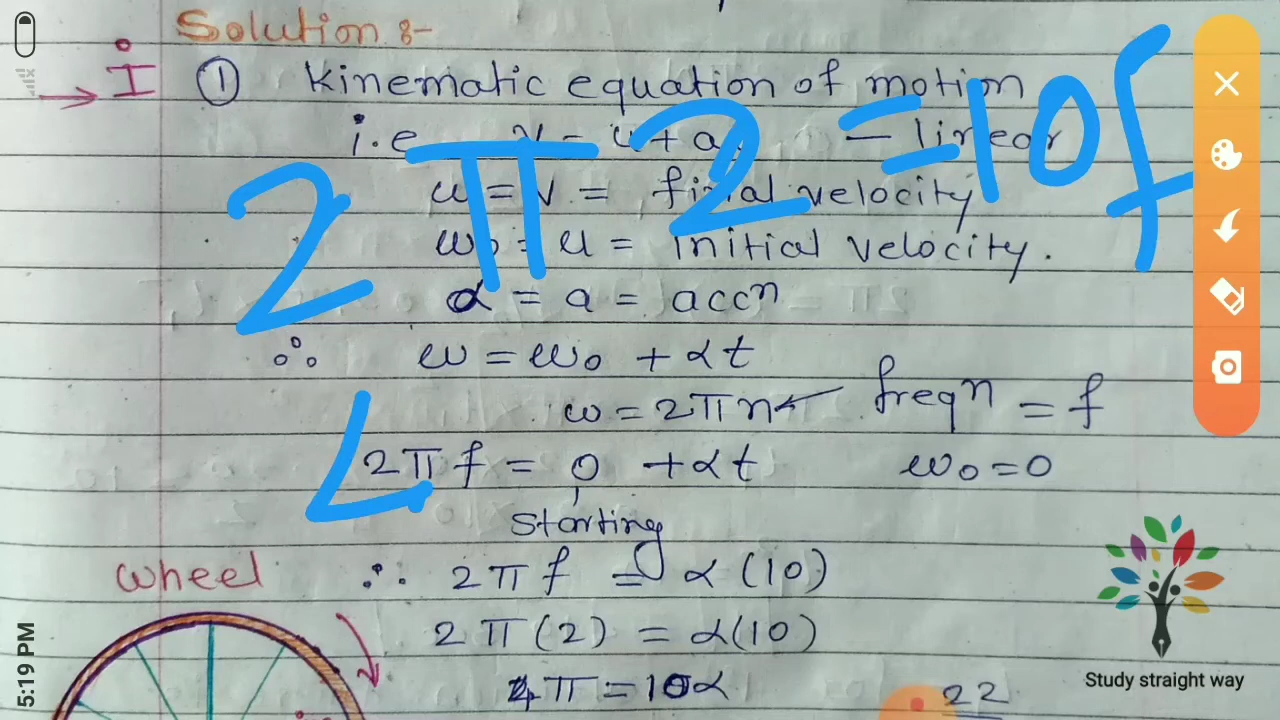 Solution :-
→ I ① kinematic equation of motion
i.e v = u + a — linear
ω = v = final velocity
ω₀ = u = initial velocity.
α = a = accⁿ
∴ ω = ω₀ + αt
ω = 2πn ← freqⁿ = f
2πf = 0 + αt ω₀ = 0
starting
∴ 2πf = α(10)
2π(2) = α(10)
4π = 10α
22
wheel
2π2 = 10f
5:19 PM
Study straight way